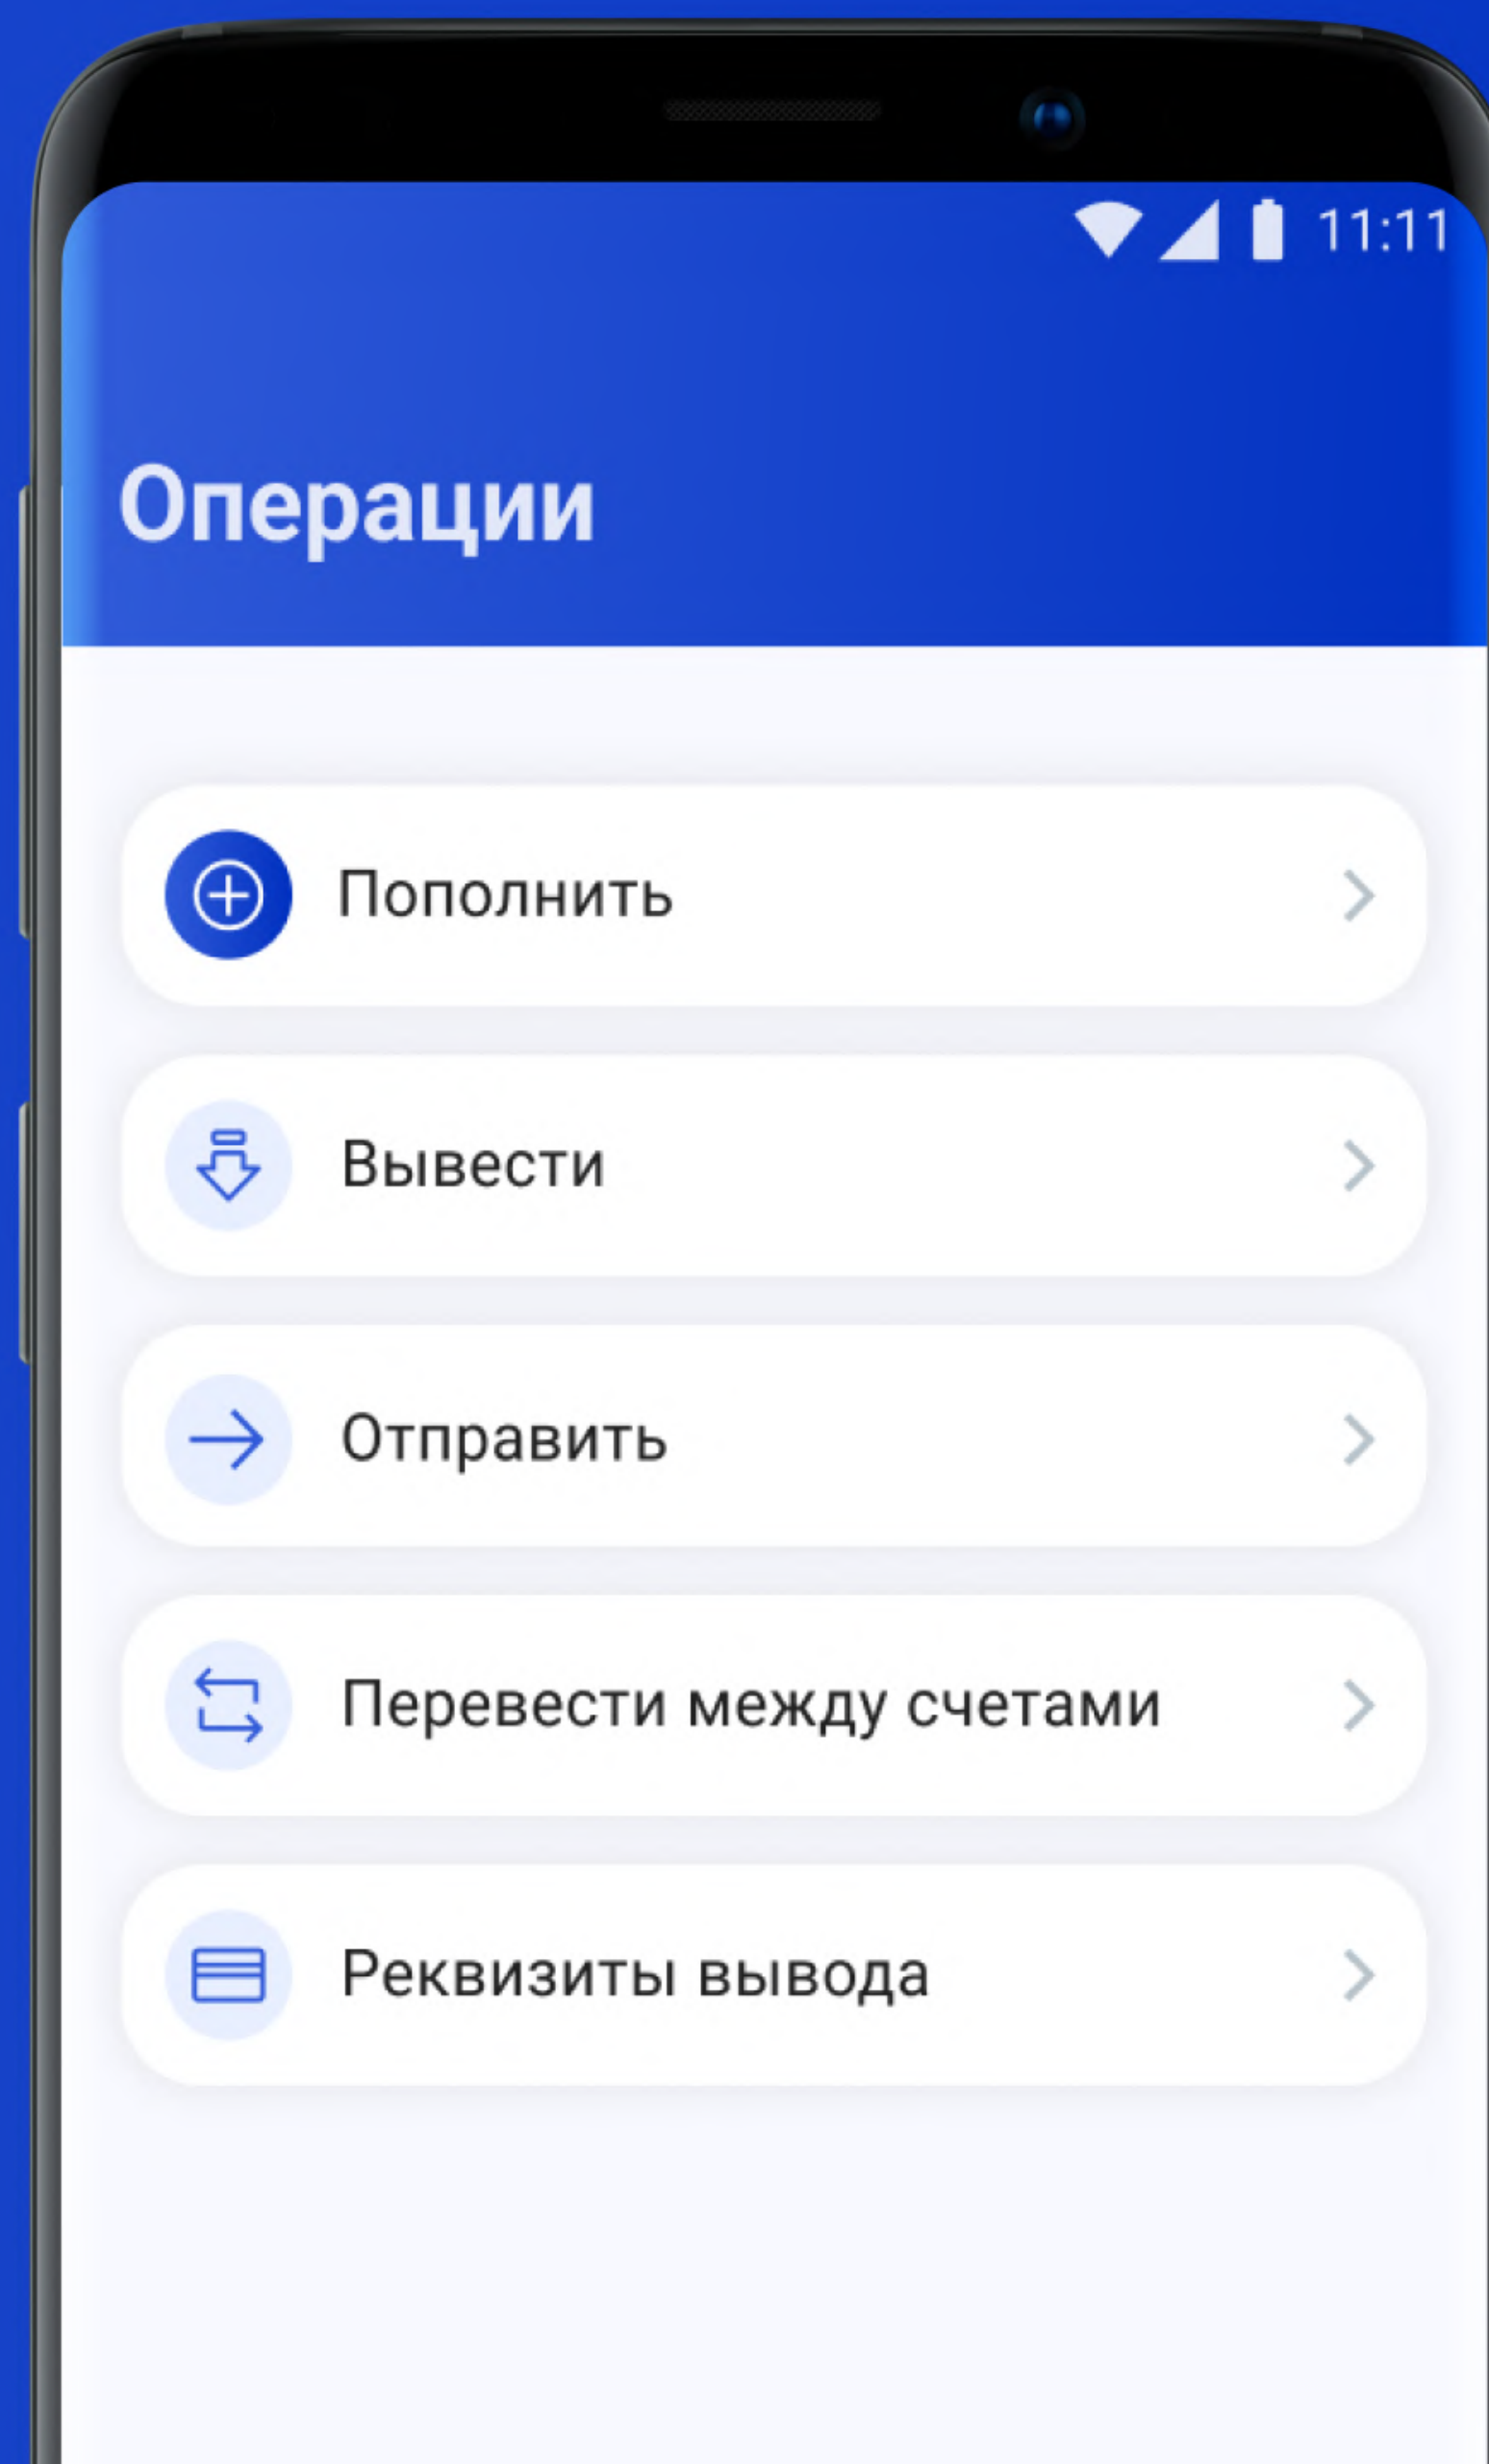 11:11
Операции
Пополнить
Вывести
Отправить
Перевести между счетами
Реквизиты вывода